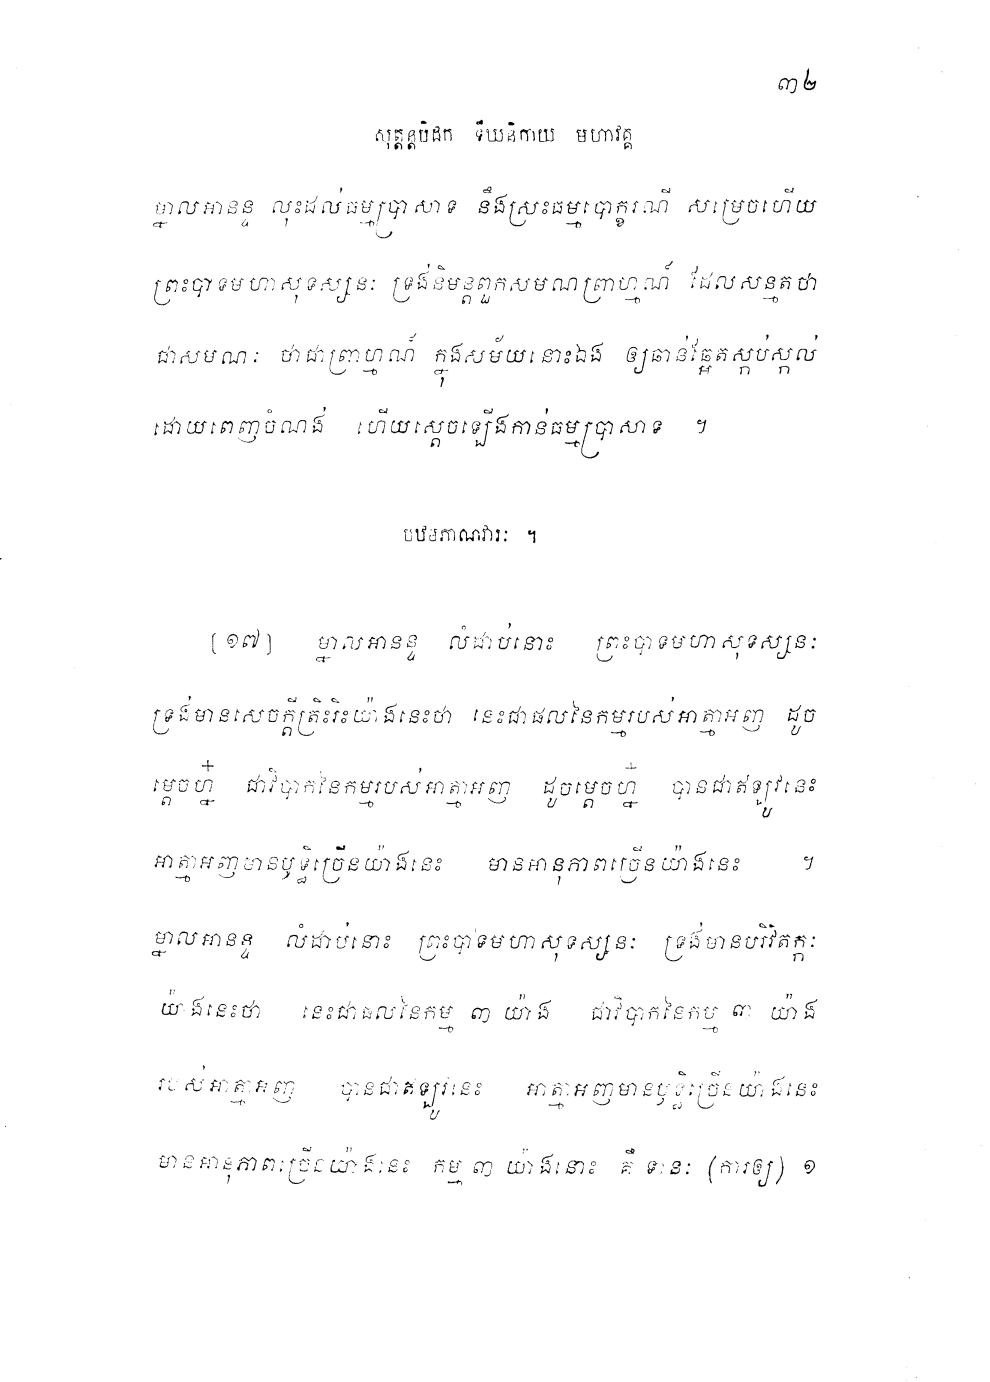 ៣២
សុត្តន្តបិដក ទីឃនិកាយ មហាវគ្គ
ម្នាលអានន្ទ លុះដល់ធម្មប្រាសាទ នឹងស្រះធម្មបោក្ខរណី សម្រេចហើយ
ព្រះបាទមហាសុទស្សនៈ ទ្រង់និមន្តពួកសមណព្រាហ្មណ៍ ដែលសន្មតថា
ជាសមណៈ ថាជាព្រាហ្មណ៍ ក្នុងសម័យនោះឯង ឲ្យឆាន់ឆ្អែតស្កប់ស្កល់
ដោយពេញចំណង់ ហើយស្តេចឡើងកាន់ធម្មប្រាសាទ ។
បឋមភាណវារៈ ។
[១៧] ម្នាលអានន្ទ លំដាប់នោះ ព្រះបាទមហាសុទស្សនៈ
ទ្រង់មានសេចក្តីត្រិះរិះយ៉ាងនេះថា នេះជាផលនៃកម្មរបស់អាត្មាអញ ដូច
ម្តេចហ្ន៎ ជាវិបាកនៃកម្មរបស់អាត្មាអញ ដូចម្តេចហ្ន៎ បានជាឥឡូវនេះ
អាត្មាអញមានឫទ្ធិច្រើនយ៉ាងនេះ មានអានុភាពច្រើនយ៉ាងនេះ ។
ម្នាលអានន្ទ លំដាប់នោះ ព្រះបាទមហាសុទស្សនៈ ទ្រង់មានបរិវិតក្កៈ
យ៉ាងនេះថា នេះជាផលនៃកម្ម ៣ យ៉ាង ជាវិបាកនៃកម្ម ៣ យ៉ាង
របស់អាត្មាអញ បានជាឥឡូវនេះ អាត្មាអញមានឫទ្ធិច្រើនយ៉ាងនេះ
មានអានុភាពច្រើនយ៉ាងនេះ កម្ម ៣ យ៉ាងនោះ គឺ ទានៈ (ការឲ្យ) ១